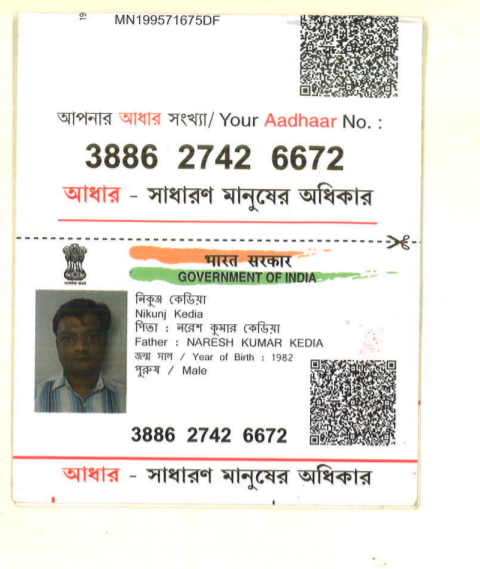 MN199571675DF
আপনার আধার সংখ্যা/ Your Aadhaar No. :
3886 2742 6672
আধার - সাধারণ মানুষের অধিকার
भारत सरकार
GOVERNMENT OF INDIA
নিকুঞ্জ কেডিয়া
Nikunj Kedia
পিতা : নরেশ কুমার কেডিয়া
Father : NARESH KUMAR KEDIA
জন্ম সাল / Year of Birth : 1982
পুরুষ / Male
3886 2742 6672
আধার - সাধারণ মানুষের অধিকার